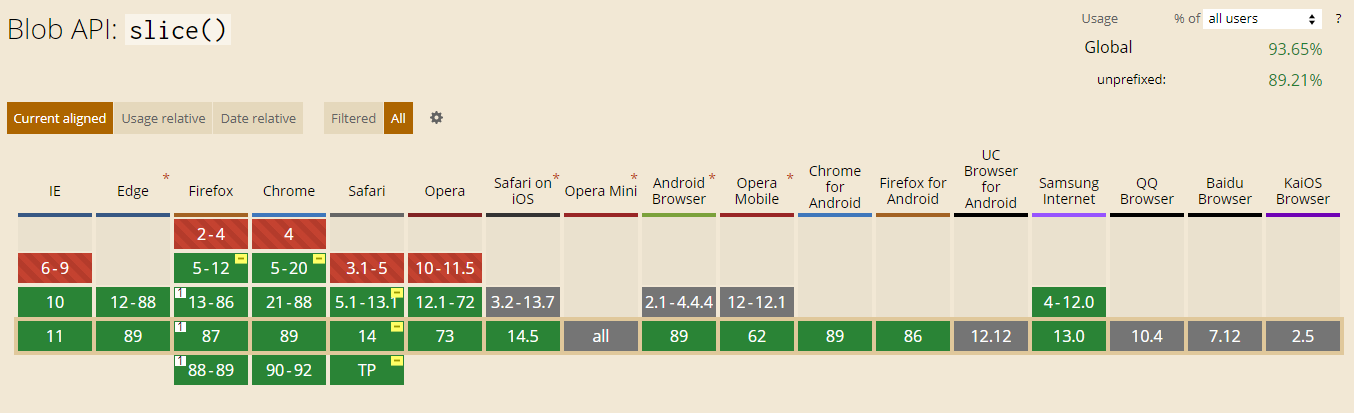 Blob API: slice()
Usage % of all users ?
Global 93.65%
unprefixed: 89.21%
Current aligned Usage relative Date relative Filtered All
IE Edge * Firefox Chrome Safari Opera Safari on iOS * Opera Mini * Android Browser * Opera Mobile * Chrome for Android Firefox for Android UC Browser for Android Samsung Internet QQ Browser Baidu Browser KaiOS Browser
2-4 4
6-9 5-12 5-20 3.1-5 10-11.5
10 12-88 1 13-86 21-88 5.1-13.1 12.1-72 3.2-13.7 2.1-4.4.4 12-12.1 4-12.0
11 89 1 87 89 14 73 14.5 all 89 62 89 86 12.12 13.0 10.4 7.12 2.5
1 88-89 90-92 TP